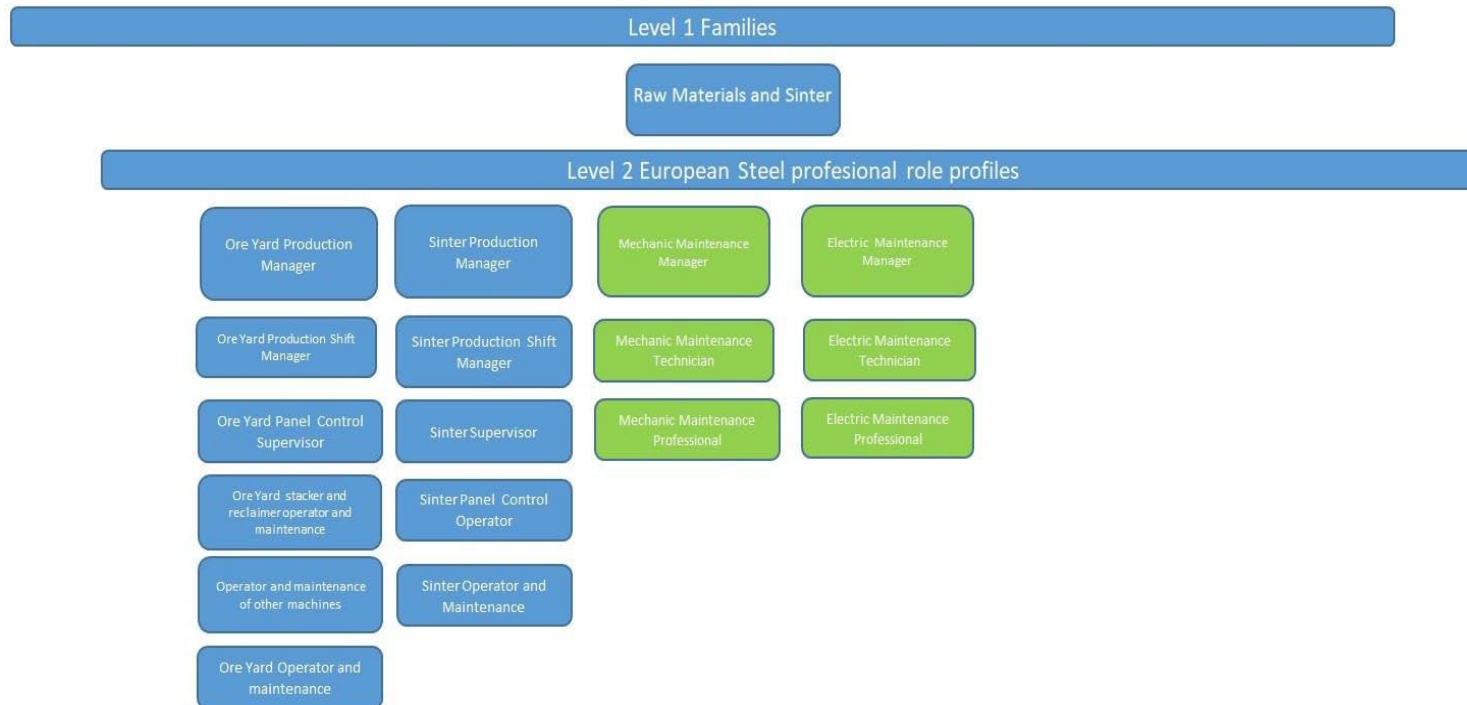 Level 1 Families
Raw Materials and Sinter
Level 2 European Steel profesional role profiles
Ore Yard Production
Manager
Sinter Production
Manager
Mechanic Maintenance
Manager
Electric Maintenance
Manager
Ore Yard Production Shift
Manager
Sinter Production Shift
Manager
Mechanic Maintenance
Technician
Electric Maintenance
Technician
Ore Yard Panel Control
Supervisor
Sinter Supervisor
Mechanic Maintenance
Professional
Electric Maintenance
Professional
Ore Yard stacker and
reclaimer operator and
maintenance
Sinter Panel Control
Operator
Operator and maintenance
of other machines
Sinter Operator and
Maintenance
Ore Yard Operator and
maintenance